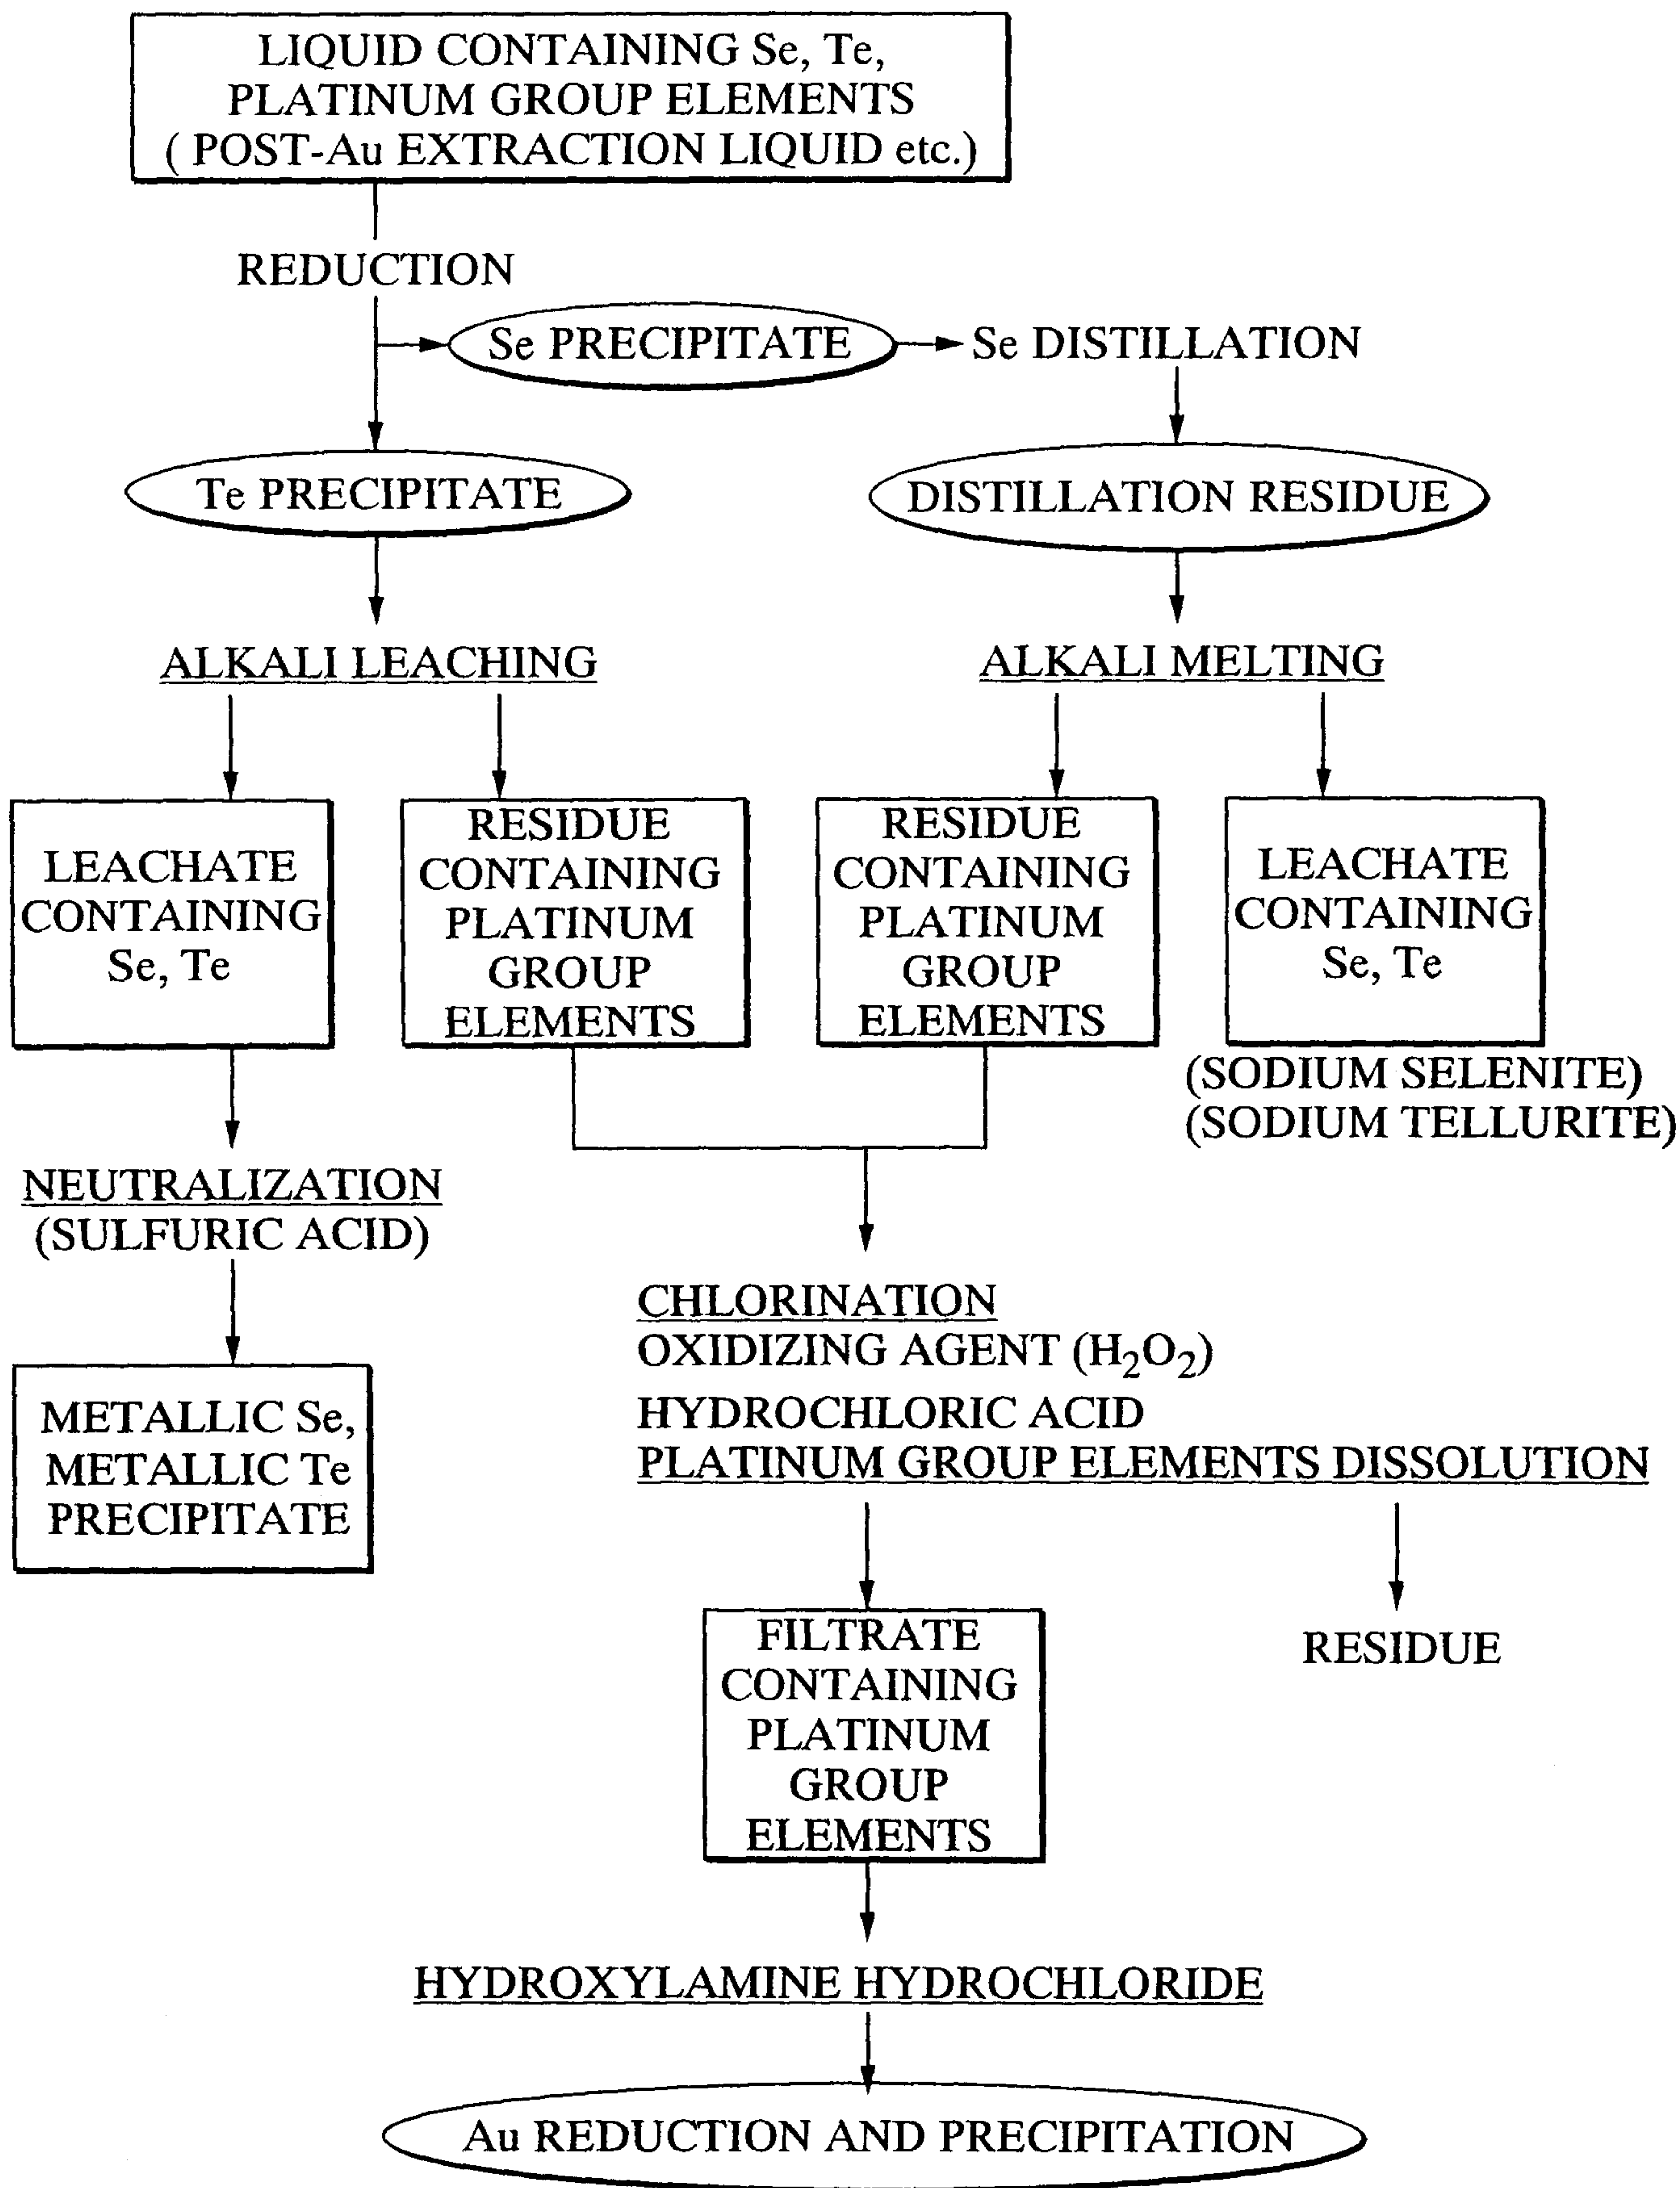 LIQUID CONTAINING Se, Te,
PLATINUM GROUP ELEMENTS
( POST-Au EXTRACTION LIQUID etc.)
REDUCTION
Se PRECIPITATE
Se DISTILLATION
Te PRECIPITATE
DISTILLATION RESIDUE
ALKALI LEACHING
ALKALI MELTING
LEACHATE
CONTAINING
Se, Te
RESIDUE
CONTAINING
PLATINUM
GROUP
ELEMENTS
RESIDUE
CONTAINING
PLATINUM
GROUP
ELEMENTS
LEACHATE
CONTAINING
Se, Te
(SODIUM SELENITE)
(SODIUM TELLURITE)
NEUTRALIZATION
(SULFURIC ACID)
METALLIC Se,
METALLIC Te
PRECIPITATE
CHLORINATION
OXIDIZING AGENT (H₂O₂)
HYDROCHLORIC ACID
PLATINUM GROUP ELEMENTS DISSOLUTION
FILTRATE
CONTAINING
PLATINUM
GROUP
ELEMENTS
RESIDUE
HYDROXYLAMINE HYDROCHLORIDE
Au REDUCTION AND PRECIPITATION